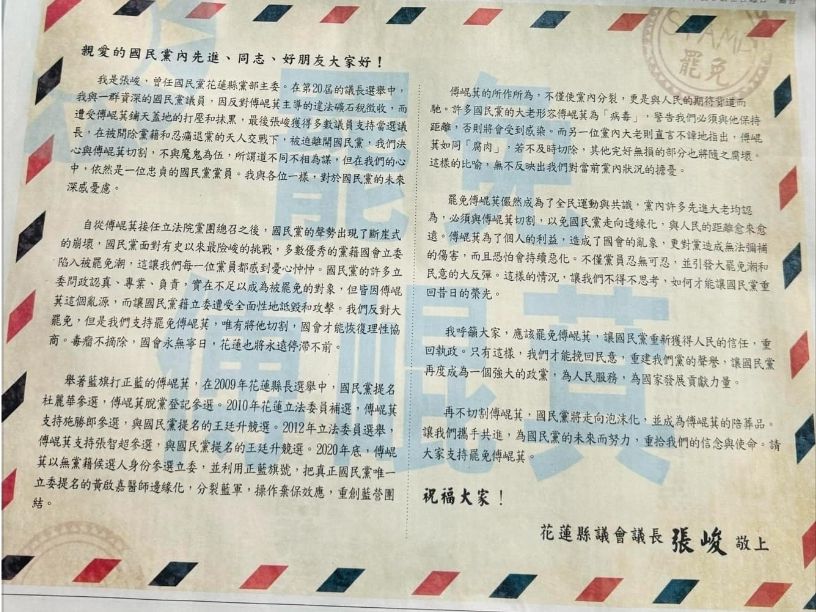 親愛的國民黨內先進、同志、好朋友大家好！
我是張峻，曾任國民黨花蓮縣黨部主委。在第20屆的議長選舉中，
我與一群資深的國民黨議員，因反對傅崐萁主導的違法礦石稅徵收，而
遭受傅崐萁鋪天蓋地的打壓和抹黑，最後張峻獲得多數議員支持當選議
長，在被開除黨籍和忍痛退黨的天人交戰下，被迫離開國民黨，我們決
心與傅崐萁切割，不與魔鬼為伍，所謂道不同不相為謀，但在我們的心
中，依然是一位忠貞的國民黨黨員。我與各位一樣，對於國民黨的未來
深感憂慮。
自從傅崐萁接任立法院黨團總召之後，國民黨的聲勢出現了斷崖式
的崩壞，國民黨面對有史以來最險峻的挑戰，多數優秀的黨籍國會立委
陷入被罷免潮，這讓我們每一位黨員都感到憂心忡忡。國民黨的許多立
委問政認真、專業、負責，實在不足以成為被罷免的對象，但皆因傅崐
萁這個亂源，而讓國民黨籍立委遭受全面性地詆毀和攻擊。我們反對大
罷免，但是我們支持罷免傅崐萁，唯有將他切割，國會才能恢復理性協
商。毒瘤不摘除，國會永無寧日，花蓮也將永遠停滯不前。
舉著藍旗打正藍的傅崐萁，在2009年花蓮縣長選舉中，國民黨提名
杜麗華參選，傅崐萁脫黨登記參選。2010年花蓮立法委員補選，傅崐萁
支持施勝郎參選，與國民黨提名的王廷升競選。2012年立法委員選舉，
傅崐萁支持張智超參選，與國民黨提名的王廷升競選。2020年底，傅崐
萁以無黨籍候選人身份參選立委，並利用正藍旗號，把真正國民黨唯一
立委提名的黃啟嘉醫師邊緣化，分裂藍軍，操作棄保效應，重創藍營團
結。
傅崐萁的所作所為，不僅使黨內分裂，更是與人民的期待背道而
馳。許多國民黨的大老形容傅崐萁為「病毒」，警告我們必須與他保持
距離，否則將會受到感染。而另一位黨內大老則直言不諱地指出，傅崐
萁如同「腐肉」，若不及時切除，其他完好無損的部分也將隨之腐壞。
這樣的比喻，無不反映出我們對當前黨內狀況的擔憂。
罷免傅崐萁儼然成為了全民運動與共識，黨內許多先進大老均認
為，必須與傅崐萁切割，以免國民黨走向邊緣化，與人民的距離愈來愈
遠。傅崐萁為了個人的利益，造成了國會的亂象，更對黨造成無法彌補
的傷害，而且恐怕會持續惡化。不僅黨員忍無可忍，並引發大罷免潮和
民意的大反彈。這樣的情況，讓我們不得不思考，如何才能讓國民黨重
回昔日的榮光。
我呼籲大家，應該罷免傅崐萁，讓國民黨重新獲得人民的信任，重
回執政。只有這樣，我們才能挽回民意，重建我們黨的聲譽，讓國民黨
再度成為一個強大的政黨，為人民服務，為國家發展貢獻力量。
再不切割傅崐萁，國民黨將走向泡沫化，並成為傅崐萁的陪葬品。
讓我們攜手共進，為國民黨的未來而努力，重拾我們的信念與使命。請
大家支持罷免傅崐萁。
祝福大家！
花蓮縣議會議長 張峻 敬上
STAMP
罷免
罷免
傅崐萁